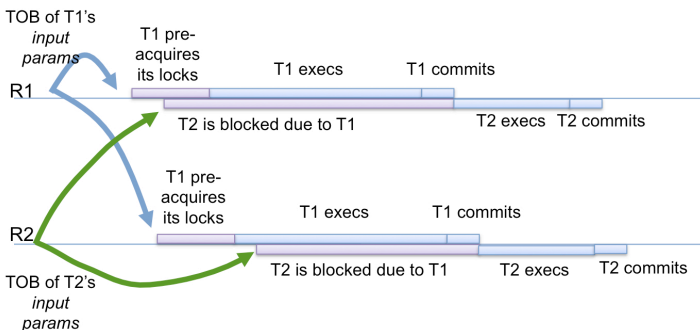 TOB of T1's
input
params
T1 pre-
acquires
its locks
T1 execs
T1 commits
R1
T2 is blocked due to T1
T2 execs
T2 commits
T1 pre-
acquires
its locks
T1 execs
T1 commits
R2
T2 is blocked due to T1
T2 execs
T2 commits
TOB of T2's
input
params